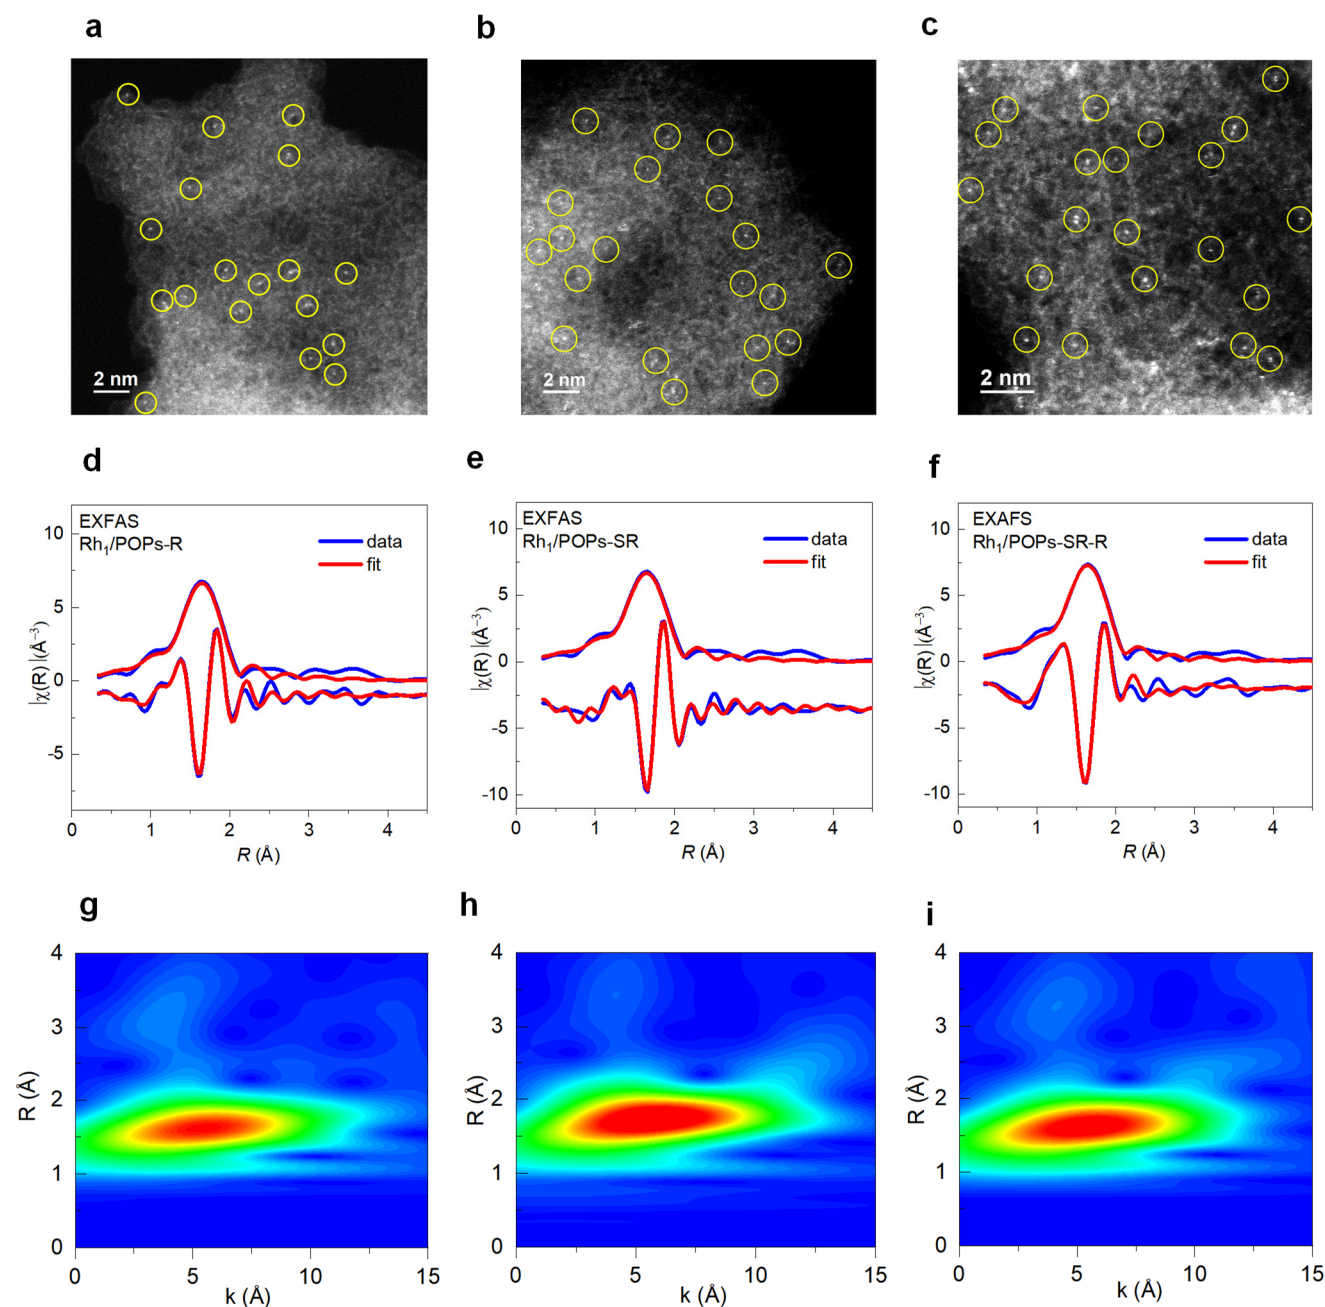 a
b
c
2 nm
2 nm
2 nm
d
e
f
EXFAS
Rh₁/POPs-R
data
fit
10
5
0
-5
|χ(R)|(Å⁻³)
0
1
2
3
4
R (Å)
EXFAS
Rh₁/POPs-SR
data
fit
10
5
0
-5
-10
|χ(R)|(Å⁻³)
0
1
2
3
4
R (Å)
EXAFS
Rh₁/POPs-SR-R
data
fit
10
5
0
-5
-10
|χ(R)|(Å⁻³)
0
1
2
3
4
R (Å)
g
h
i
4
3
2
1
0
R (Å)
0
5
10
15
k (Å)
4
3
2
1
0
R (Å)
0
5
10
15
k (Å)
4
3
2
1
0
R (Å)
0
5
10
15
k (Å)